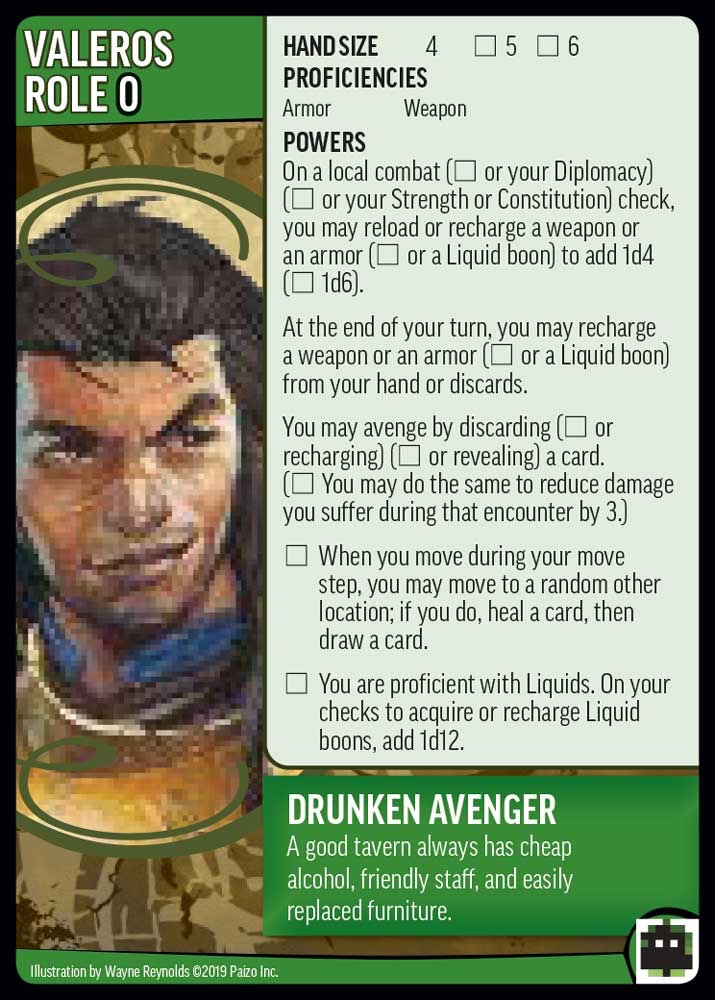 VALEROS
ROLE 0
HAND SIZE 4 □ 5 □ 6
PROFICIENCIES
Armor Weapon
POWERS
On a local combat (□ or your Diplomacy)
(□ or your Strength or Constitution) check,
you may reload or recharge a weapon or
an armor (□ or a Liquid boon) to add 1d4
(□ 1d6).
At the end of your turn, you may recharge
a weapon or an armor (□ or a Liquid boon)
from your hand or discards.
You may avenge by discarding (□ or
recharging) (□ or revealing) a card.
(□ You may do the same to reduce damage
you suffer during that encounter by 3.)
□ When you move during your move
step, you may move to a random other
location; if you do, heal a card, then
draw a card.
□ You are proficient with Liquids. On your
checks to acquire or recharge Liquid
boons, add 1d12.
DRUNKEN AVENGER
A good tavern always has cheap
alcohol, friendly staff, and easily
replaced furniture.
Illustration by Wayne Reynolds ©2019 Paizo Inc.